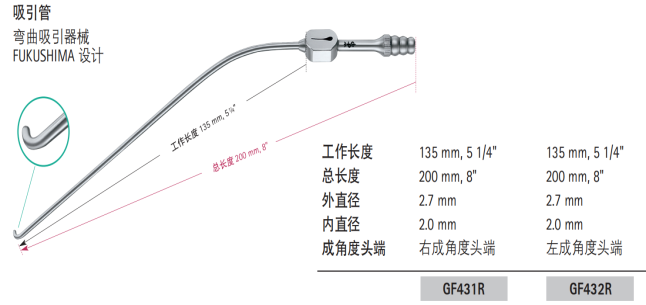 吸引管
弯曲吸引器械
FUKUSHIMA 设计
工作长度 135 mm, 5 ¼"
总长度 200 mm, 8"
工作长度 135 mm, 5 1/4" 135 mm, 5 1/4"
总长度 200 mm, 8" 200 mm, 8"
外直径 2.7 mm 2.7 mm
内直径 2.0 mm 2.0 mm
成角度头端 右成角度头端 左成角度头端
GF431R GF432R